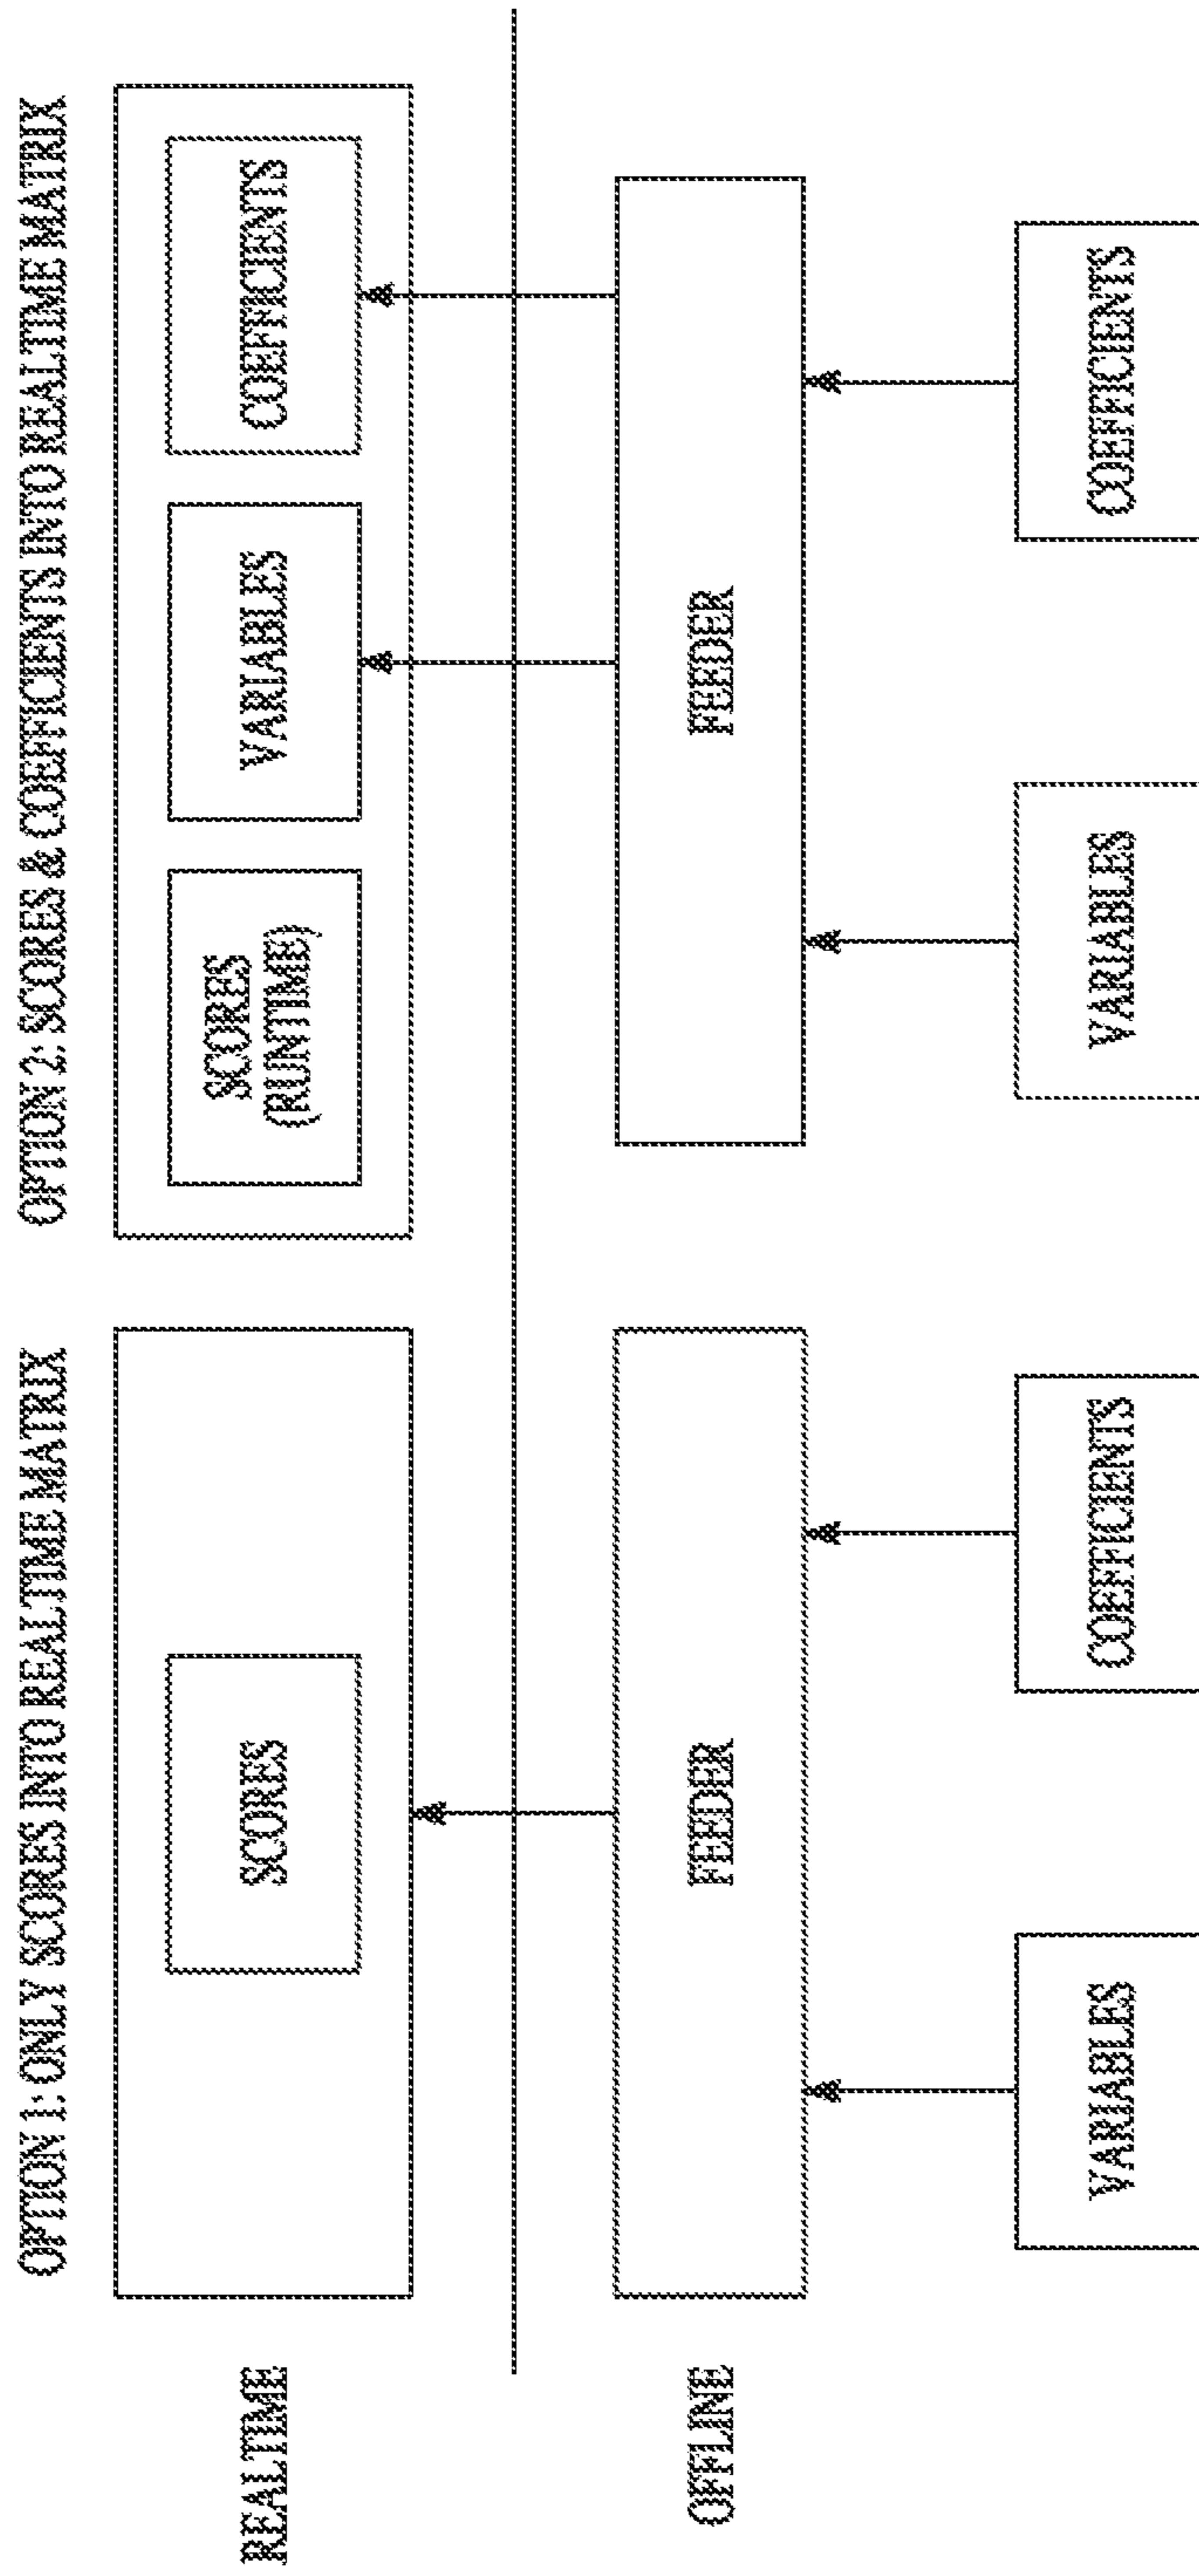 OPTION 1: ONLY SCORES INTO REALTIME MATRIX
OPTION 2: SCORES & COEFFICIENTS INTO REALTIME MATRIX
REALTIME
SCORES
SCORES
(RUNTIME)
VARIABLES
COEFFICIENTS
OFFLINE
FEEDER
FEEDER
VARIABLES
COEFFICIENTS
VARIABLES
COEFFICIENTS